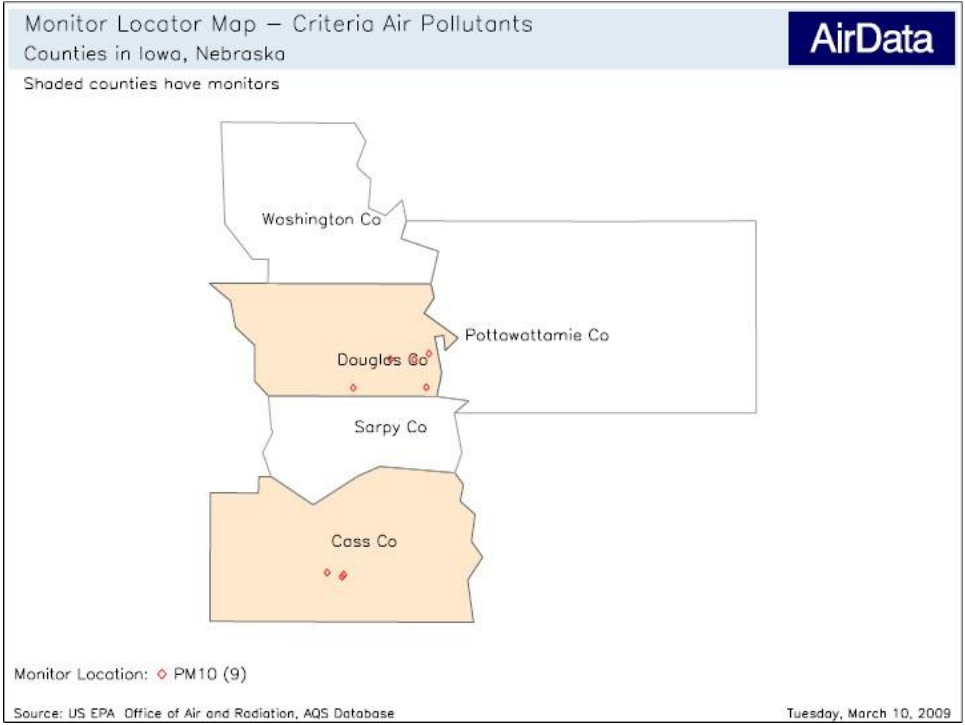 Monitor Locator Map – Criteria Air Pollutants
AirData
Counties in Iowa, Nebraska
Shaded counties have monitors
Washington Co
Pottawattamie Co
Douglas Co
Sarpy Co
Cass Co
Monitor Location: ◇ PM10 (9)
Source: US EPA Office of Air and Radiation, AQS Database
Tuesday, March 10, 2009